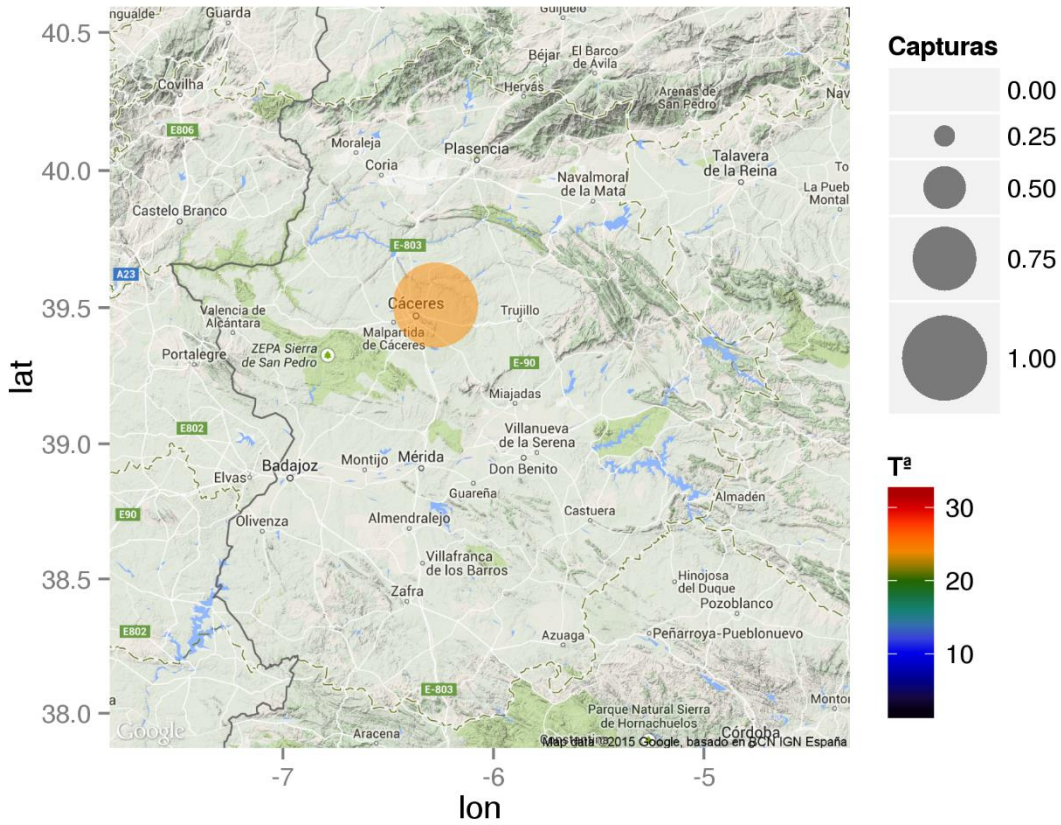 40.5
40.0
39.5
39.0
38.5
38.0
lat
-7
-6
-5
lon
Guarda
Guijuelo
Covilha
Béjar
El Barco
de Ávila
Hervás
Arenas de
San Pedro
E806
Moraleja
Coria
Plasencia
Navalmoral
de la Mata
Talavera
de la Reina
La Pueb
Montal
Castelo Branco
E-803
A23
Cáceres
Trujillo
Valencia de
Alcántara
Malpartida
de Cáceres
Portalegre
ZEPA Sierra
de San Pedro
E-90
Miajadas
E802
Villanueva
de la Serena
Badajoz
Montijo
Mérida
Don Benito
Elvas
Guareña
Almadén
E90
Olivenza
Almendralejo
Castuera
Villafranca
de los Barros
Zafra
Hinojosa
del Duque
Pozoblanco
E802
Azuaga
Peñarroya-Pueblonuevo
E-803
Parque Natural Sierra
de Hornachuelos
Córdoba
Aracena
Google
Map data ©2015 Google, basado en BCN IGN España
Capturas
0.00
0.25
0.50
0.75
1.00
Tª
30
20
10